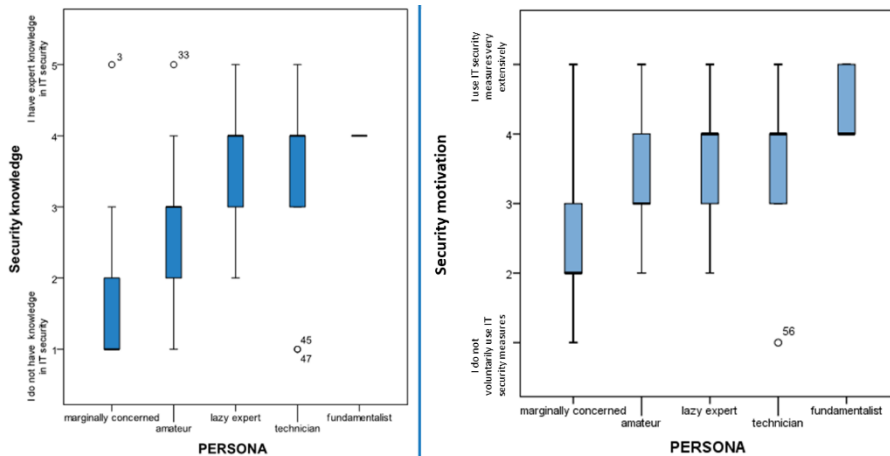 I have expert knowledge
in IT security
Security knowledge
I do not have knowledge
in IT security
5
4
3
2
1
3
33
45
47
marginally concerned
amateur
lazy expert
technician
fundamentalist
PERSONA
I use IT security
measures very
extensively
Security motivation
I do not
voluntarily use IT
security measures
5
4
3
2
1
56
marginally concerned
amateur
lazy expert
technician
fundamentalist
PERSONA